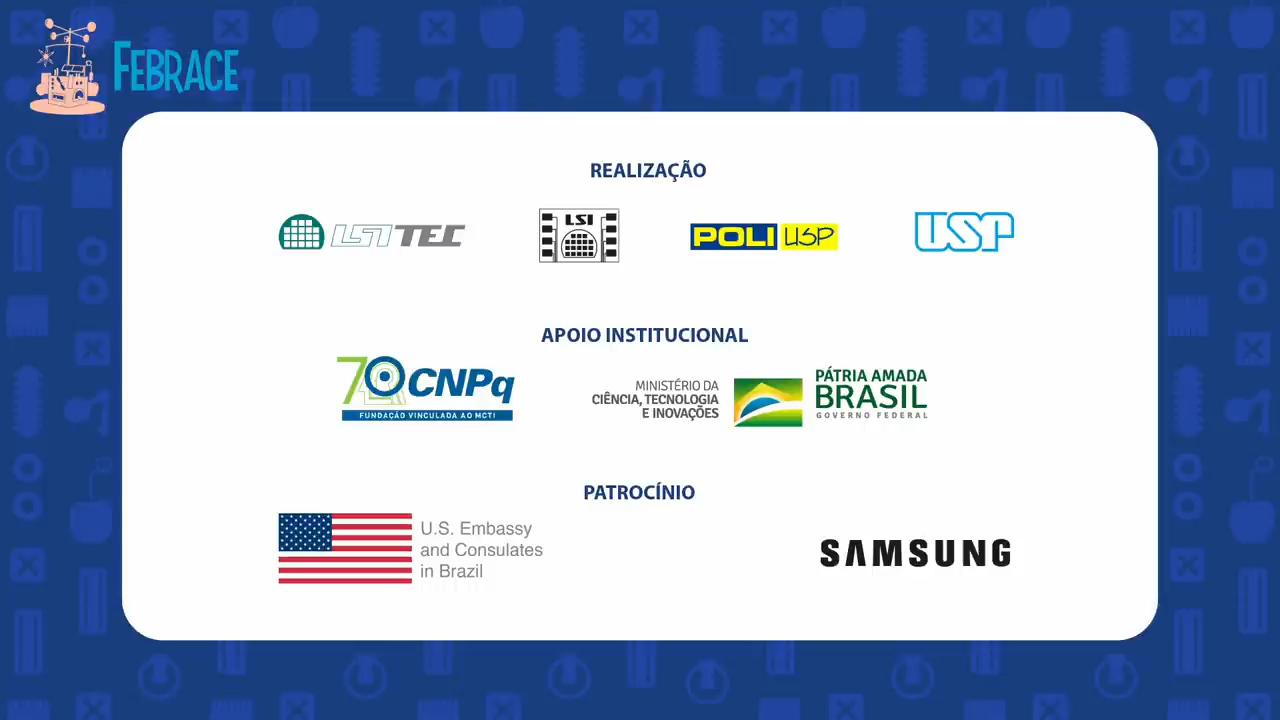 FEBRACE
REALIZAÇÃO
LSITEC
LSI
POLI USP
USP
APOIO INSTITUCIONAL
70 CNPq
FUNDAÇÃO VINCULADA AO MCTI
MINISTÉRIO DA
CIÊNCIA, TECNOLOGIA
E INOVAÇÕES
PÁTRIA AMADA
BRASIL
GOVERNO FEDERAL
PATROCÍNIO
U.S. Embassy
and Consulates
in Brazil
SAMSUNG